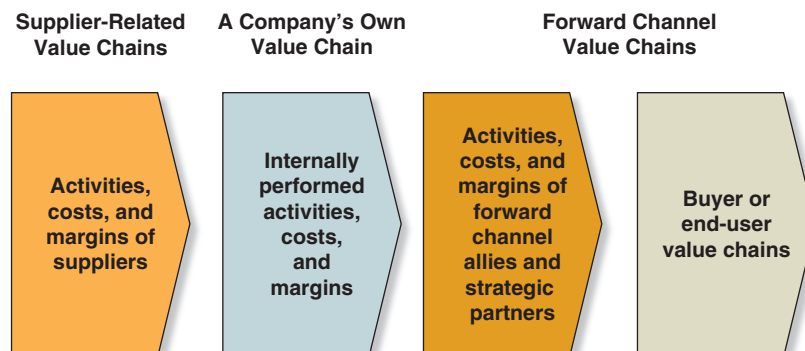 Supplier-Related
Value Chains
A Company's Own
Value Chain
Forward Channel
Value Chains
Activities,
costs, and
margins of
suppliers
Internally
performed
activities,
costs,
and
margins
Activities,
costs, and
margins of
forward
channel
allies and
strategic
partners
Buyer or
end-user
value chains